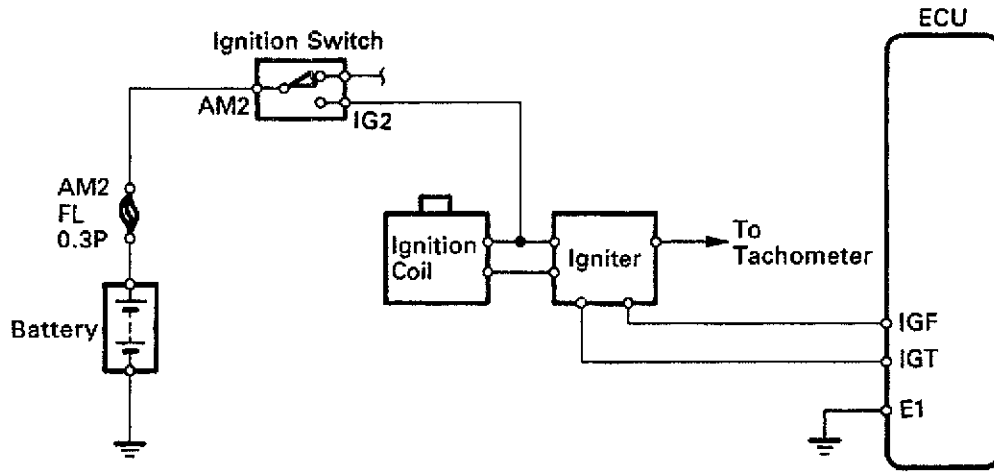 ECU
Ignition Switch
AM2
IG2
AM2
FL
0.3P
Ignition
Coil
Igniter
To
Tachometer
Battery
IGF
IGT
E1